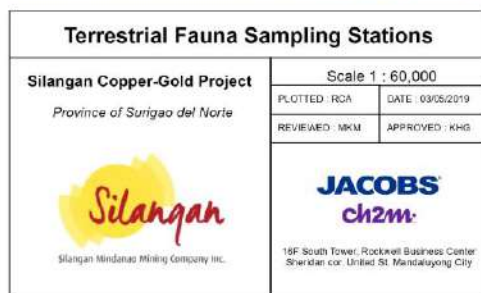 Terrestrial Fauna Sampling Stations
Silangan Copper-Gold Project
Province of Surigao del Norte
Silangan
Silangan Mindanao Mining Company Inc.
Scale 1 : 60,000
PLOTTED : RCA
DATE : 03/05/2019
REVIEWED : MKM
APPROVED : KHG
JACOBS
ch2m
16F South Tower, Rockwell Business Center
Sheridan cor. United St. Mandaluyong City